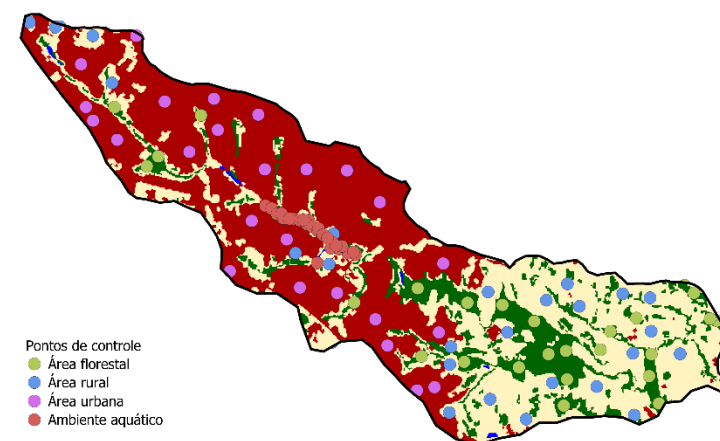 Pontos de controle
Área florestal
Área rural
Área urbana
Ambiente aquático